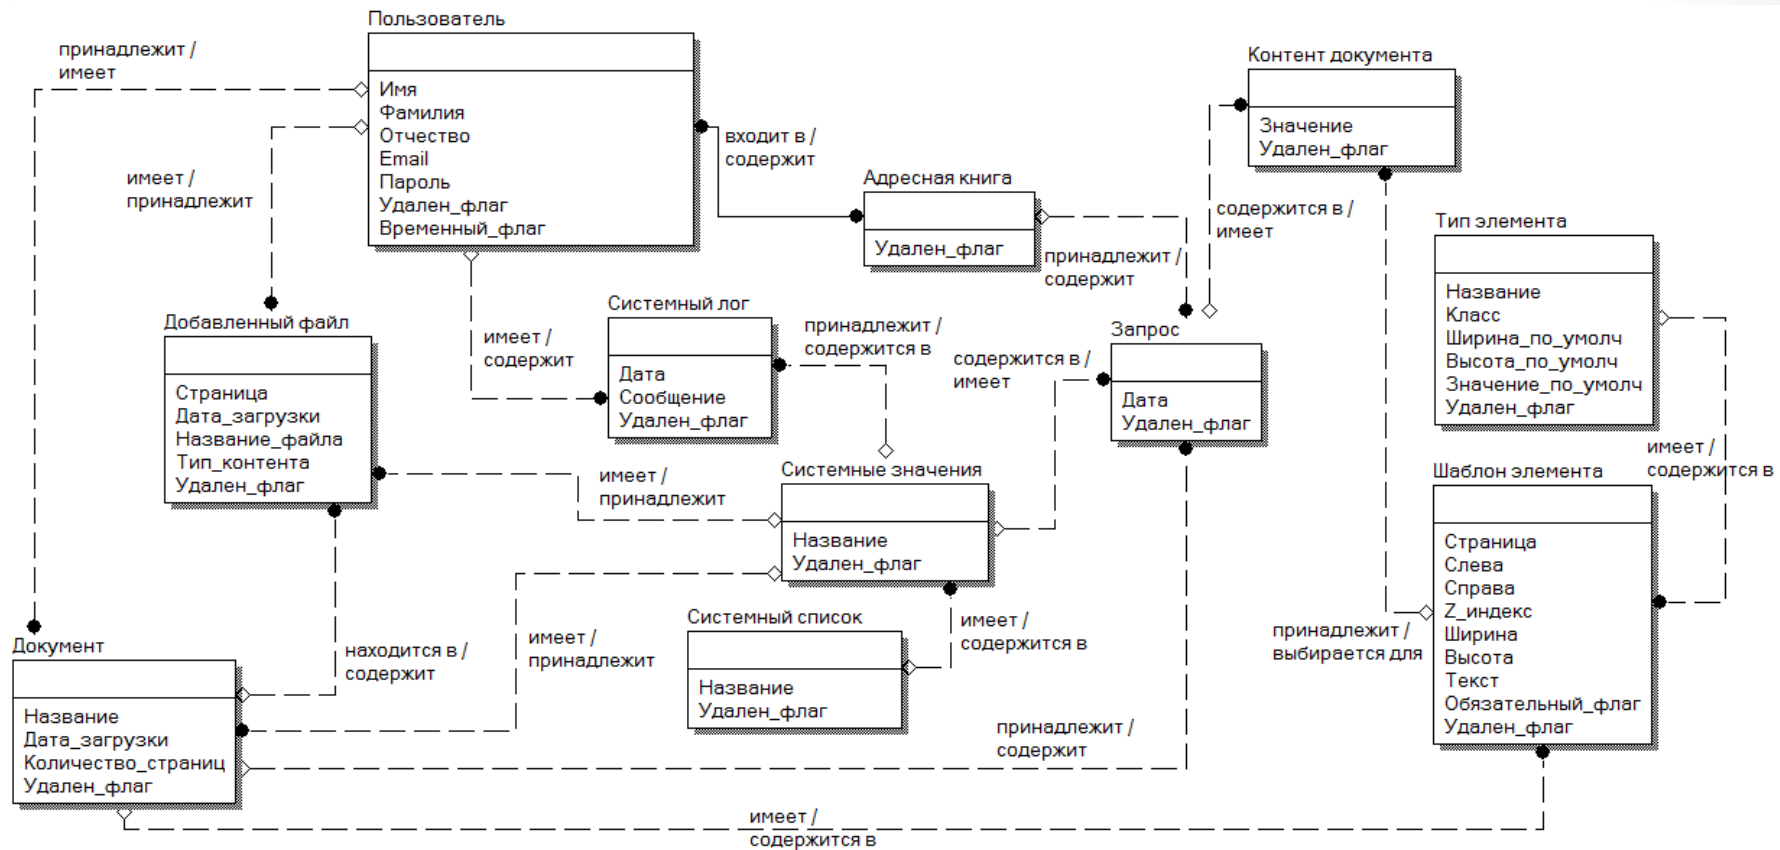 Пользователь
Имя
Фамилия
Отчество
Email
Пароль
Удален_флаг
Временный_флаг
принадлежит /
имеет
имеет /
принадлежит
входит в /
содержит
Адресная книга
Удален_флаг
принадлежит /
содержит
Контент документа
Значение
Удален_флаг
содержится в /
имеет
Тип элемента
Название
Класс
Ширина_по_умолч
Высота_по_умолч
Значение_по_умолч
Удален_флаг
имеет /
содержится в
Добавленный файл
Страница
Дата_загрузки
Название_файла
Тип_контента
Удален_флаг
имеет /
содержит
Системный лог
Дата
Сообщение
Удален_флаг
принадлежит /
содержится в
содержится в /
имеет
Запрос
Дата
Удален_флаг
имеет /
принадлежит
Системные значения
Название
Удален_флаг
Шаблон элемента
Страница
Слева
Справа
Z_индекс
Ширина
Высота
Текст
Обязательный_флаг
Удален_флаг
принадлежит /
выбирается для
Системный список
Название
Удален_флаг
имеет /
содержится в
имеет /
принадлежит
находится в /
содержит
Документ
Название
Дата_загрузки
Количество_страниц
Удален_флаг
принадлежит /
содержит
имеет /
содержится в